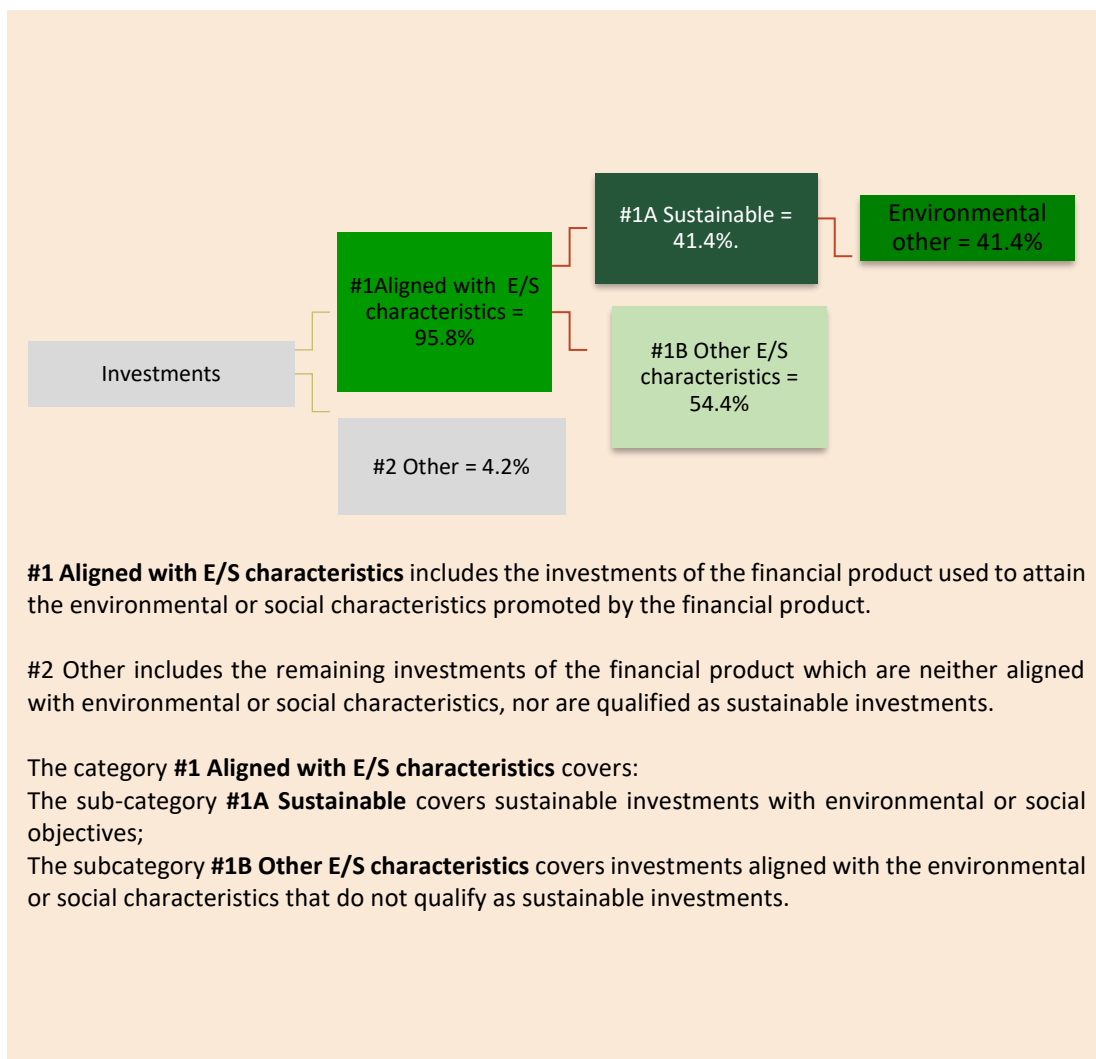 #1A Sustainable =
41.4%.
Environmental
other = 41.4%
#1Aligned with E/S
characteristics =
95.8%
#1B Other E/S
characteristics =
54.4%
Investments
#2 Other = 4.2%
#1 Aligned with E/S characteristics includes the investments of the financial product used to attain
the environmental or social characteristics promoted by the financial product.
#2 Other includes the remaining investments of the financial product which are neither aligned
with environmental or social characteristics, nor are qualified as sustainable investments.
The category #1 Aligned with E/S characteristics covers:
The sub-category #1A Sustainable covers sustainable investments with environmental or social
objectives;
The subcategory #1B Other E/S characteristics covers investments aligned with the environmental
or social characteristics that do not qualify as sustainable investments.